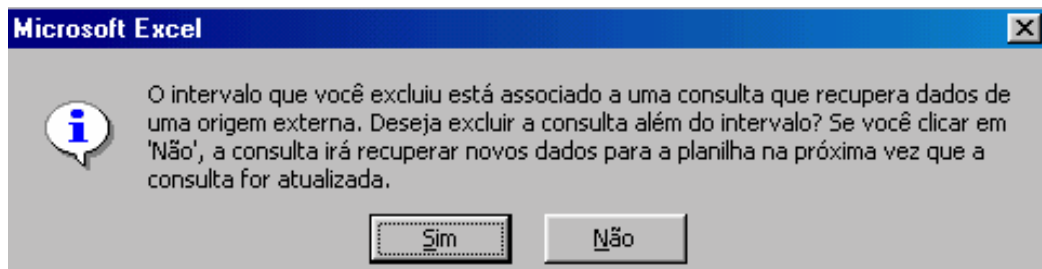 Microsoft Excel
O intervalo que você excluiu está associado a uma consulta que recupera dados de
uma origem externa. Deseja excluir a consulta além do intervalo? Se você clicar em
'Não', a consulta irá recuperar novos dados para a planilha na próxima vez que a
consulta for atualizada.
Sim Não